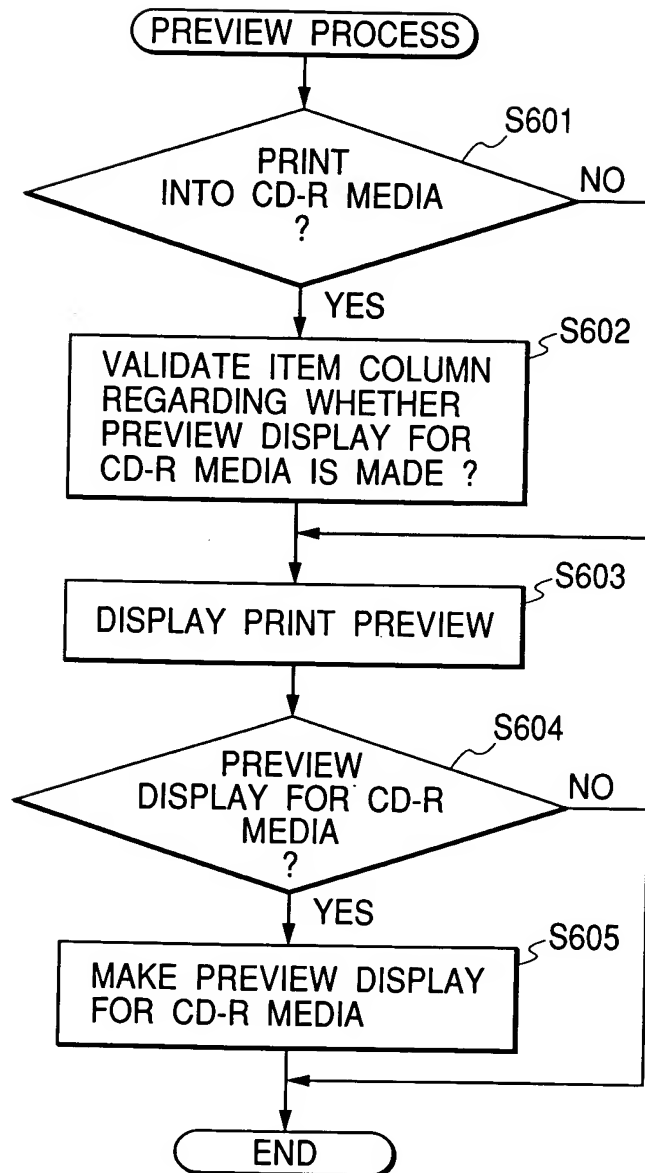 PREVIEW PROCESS
S601
PRINT
INTO CD-R MEDIA
?
NO
YES
S602
VALIDATE ITEM COLUMN
REGARDING WHETHER
PREVIEW DISPLAY FOR
CD-R MEDIA IS MADE ?
S603
DISPLAY PRINT PREVIEW
S604
PREVIEW
DISPLAY FOR CD-R
MEDIA
?
NO
YES
S605
MAKE PREVIEW DISPLAY
FOR CD-R MEDIA
END